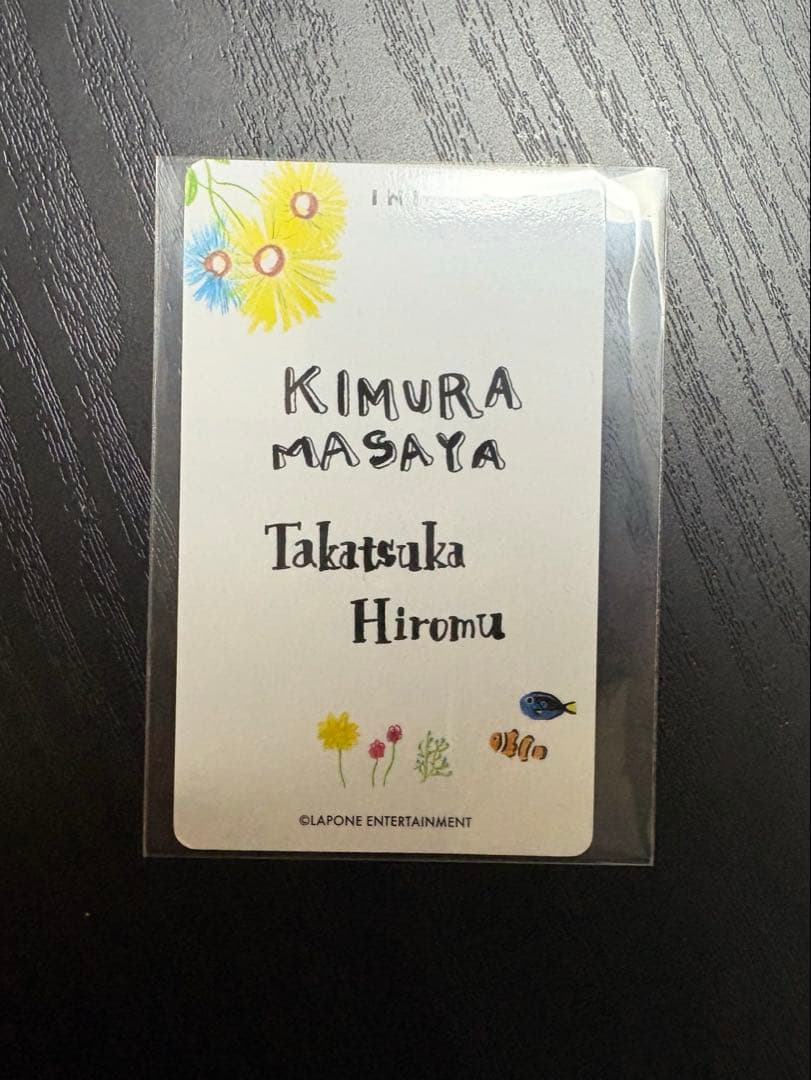 KIMURA
MASAYA
Takatsuka
Hiromu
©LAPONE ENTERTAINMENT